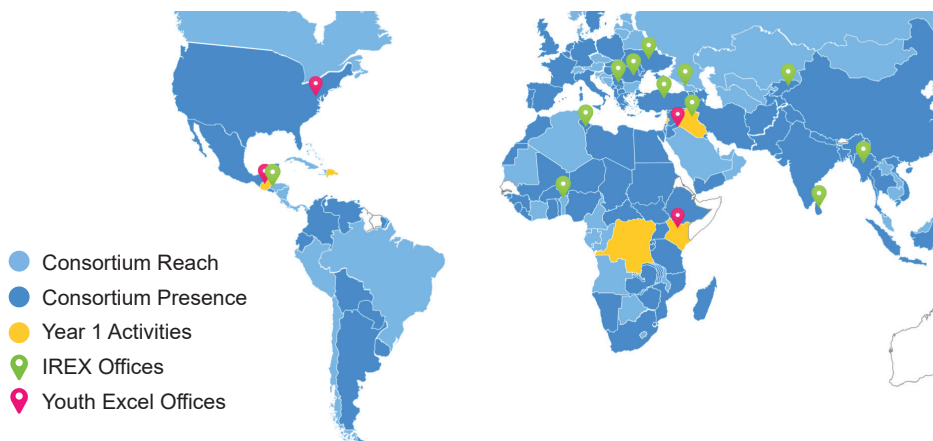 Consortium Reach
Consortium Presence
Year 1 Activities
IREX Offices
Youth Excel Offices